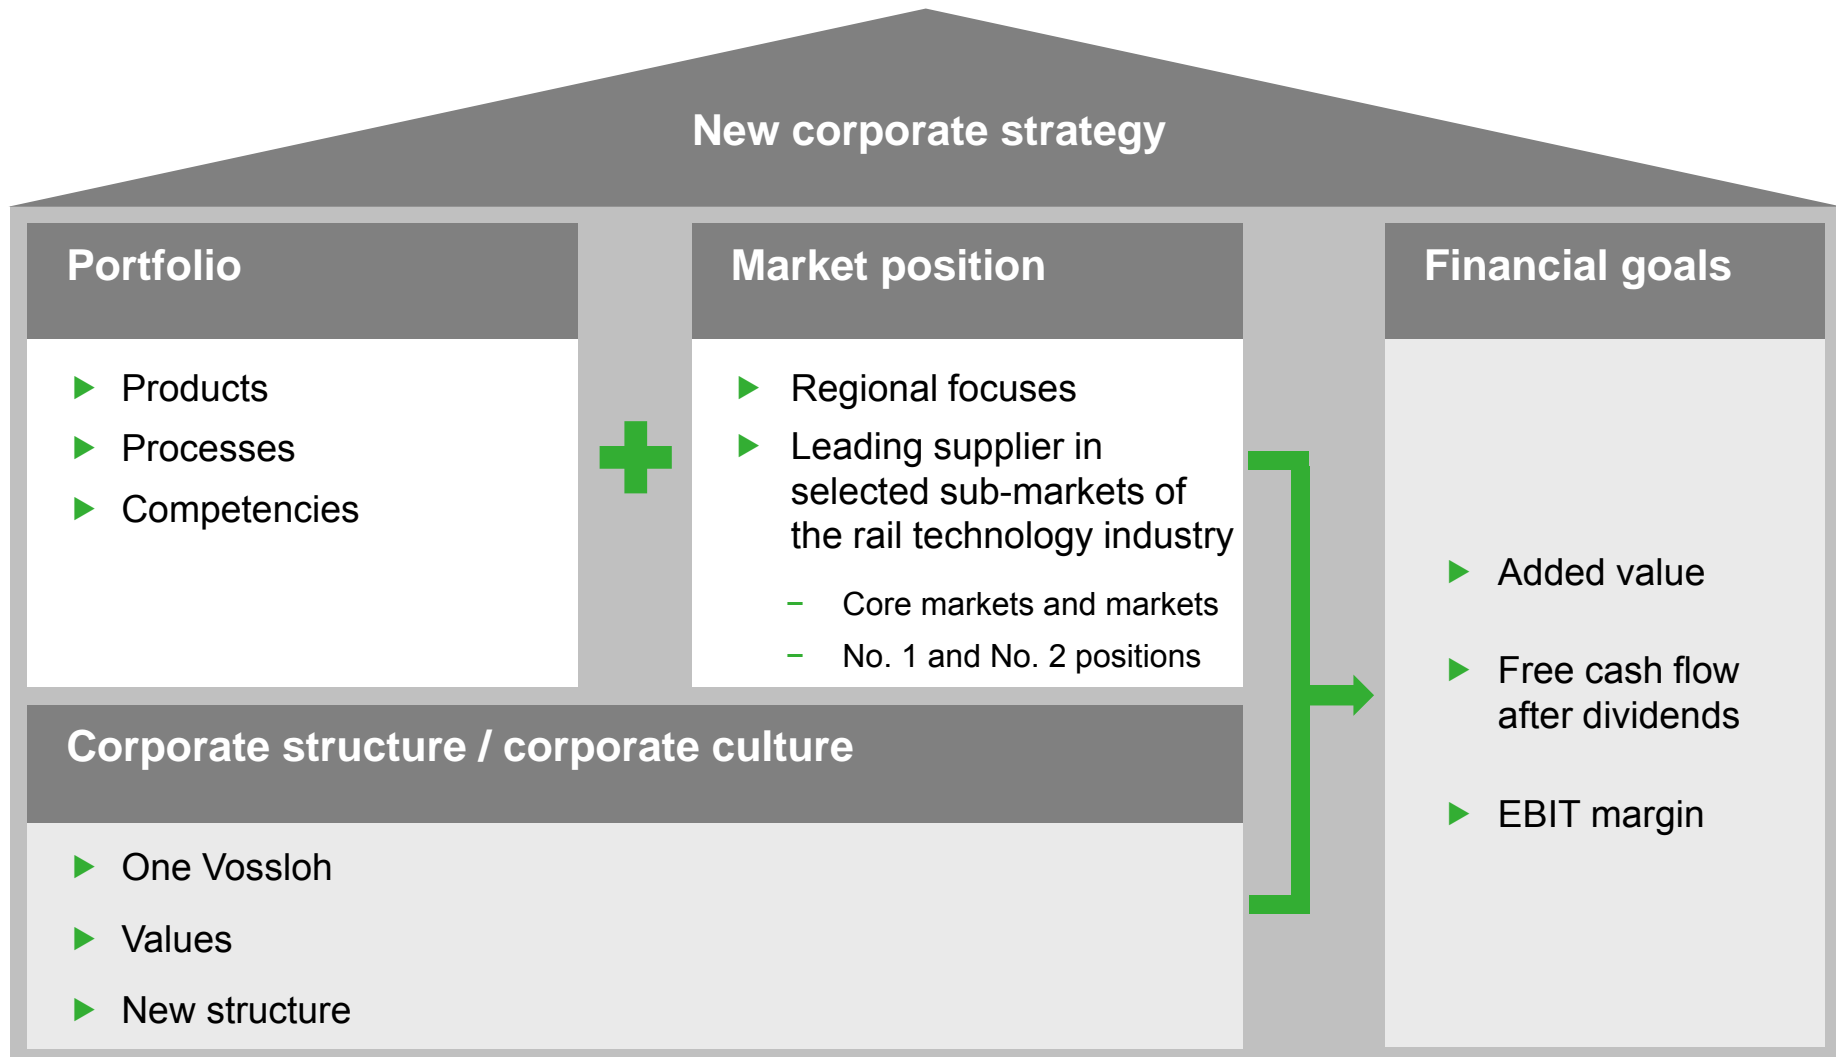 New corporate strategy
Portfolio
Products
Processes
Competencies
Market position
Regional focuses
Leading supplier in
selected sub-markets of
the rail technology industry
– Core markets and markets
– No. 1 and No. 2 positions
Corporate structure / corporate culture
One Vossloh
Values
New structure
Financial goals
Added value
Free cash flow
after dividends
EBIT margin